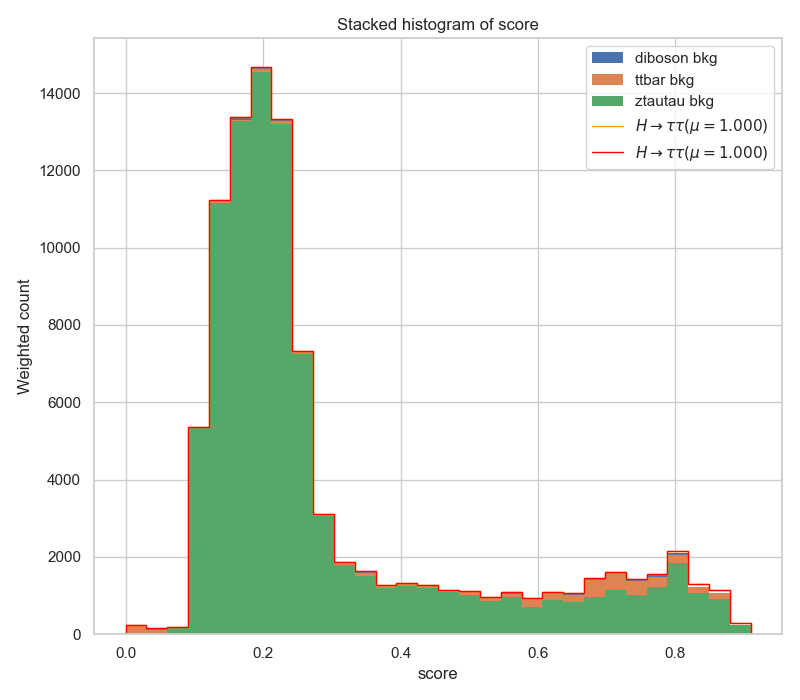 Stacked histogram of score
diboson bkg
ttbar bkg
ztautau bkg
H → ττ(μ = 1.000)
H → ττ(μ = 1.000)
Weighted count
14000
12000
10000
8000
6000
4000
2000
0
0.0 0.2 0.4 0.6 0.8
score